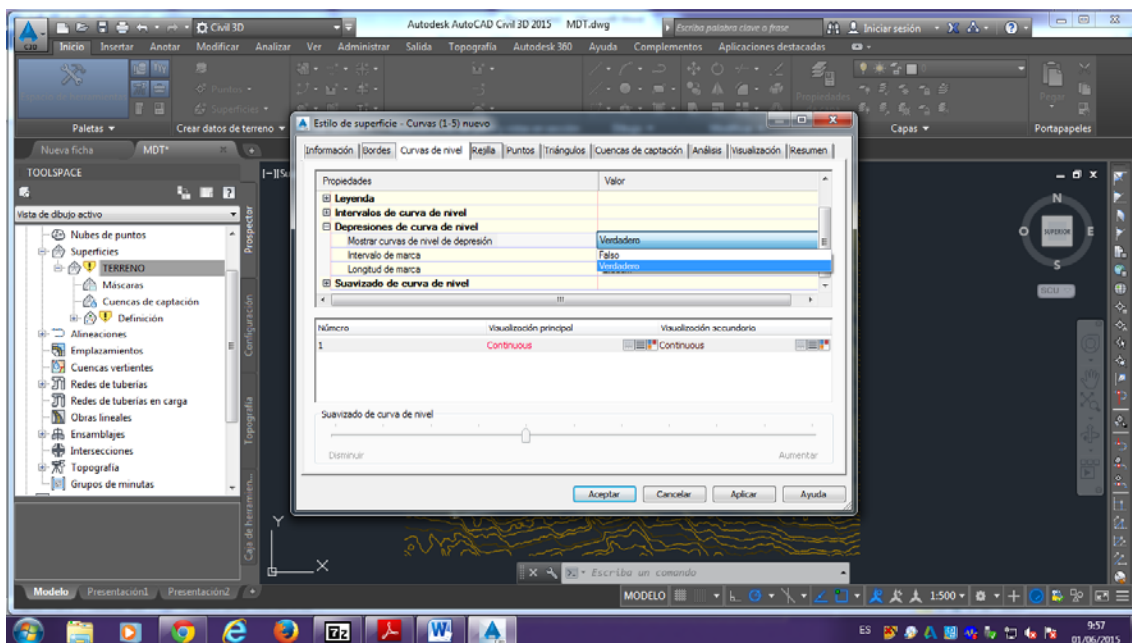 Civil 3D
Autodesk AutoCAD Civil 3D 2015 MDT.dwg
Escriba palabra clave o frase
Iniciar sesión
C3D
Inicio Insertar Anotar Modificar Analizar Ver Administrar Salida Topografía Autodesk 360 Ayuda Complementos Aplicaciones destacadas
Puntos
Superficies
Propiedades
Pegar
Paletas
Crear datos de terreno
Capas
Portapapeles
Nueva ficha MDT*
TOOLSPACE
Vista de dibujo activo
Nubes de puntos
Superficies
TERRENO
Máscaras
Cuencas de captación
Definición
Alineaciones
Emplazamientos
Cuencas vertientes
Redes de tuberías
Redes de tuberías en carga
Obras lineales
Ensamblajes
Intersecciones
Topografía
Grupos de minutas
Prospector
Configuración
Topografía
Caja de herramien...
Estilo de superficie - Curvas (1-5) nuevo
Información Bordes Curvas de nivel Rejilla Puntos Triángulos Cuencas de captación Análisis Visualización Resumen
Propiedades Valor
Leyenda
Intervalos de curva de nivel
Depresiones de curva de nivel
Mostrar curvas de nivel de depresión Verdadero
Intervalo de marca Falso
Longitud de marca Verdadero
Suavizado de curva de nivel
Número Visualización principal Visualización secundaria
1 Continuous Continuous
Suavizado de curva de nivel
Disminuir Aumentar
Aceptar Cancelar Aplicar Ayuda
N
O SUPERIOR E
S
SCU
Y
X
Escriba un comando
Modelo Presentación1 Presentación2
MODELO 1:500
ES 9:57
01/06/2015